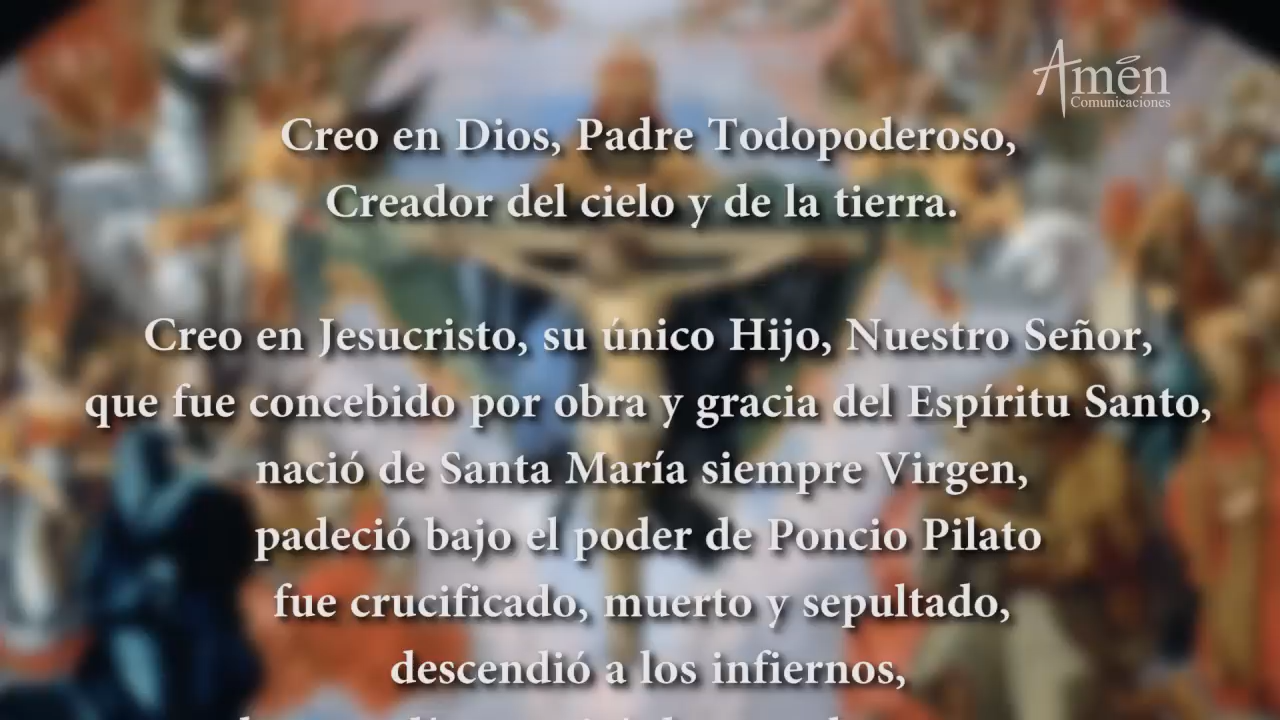 Amén
Comunicaciones
Creo en Dios, Padre Todopoderoso,
Creador del cielo y de la tierra.
Creo en Jesucristo, su único Hijo, Nuestro Señor,
que fue concebido por obra y gracia del Espíritu Santo,
nació de Santa María siempre Virgen,
padeció bajo el poder de Poncio Pilato
fue crucificado, muerto y sepultado,
descendió a los infiernos,